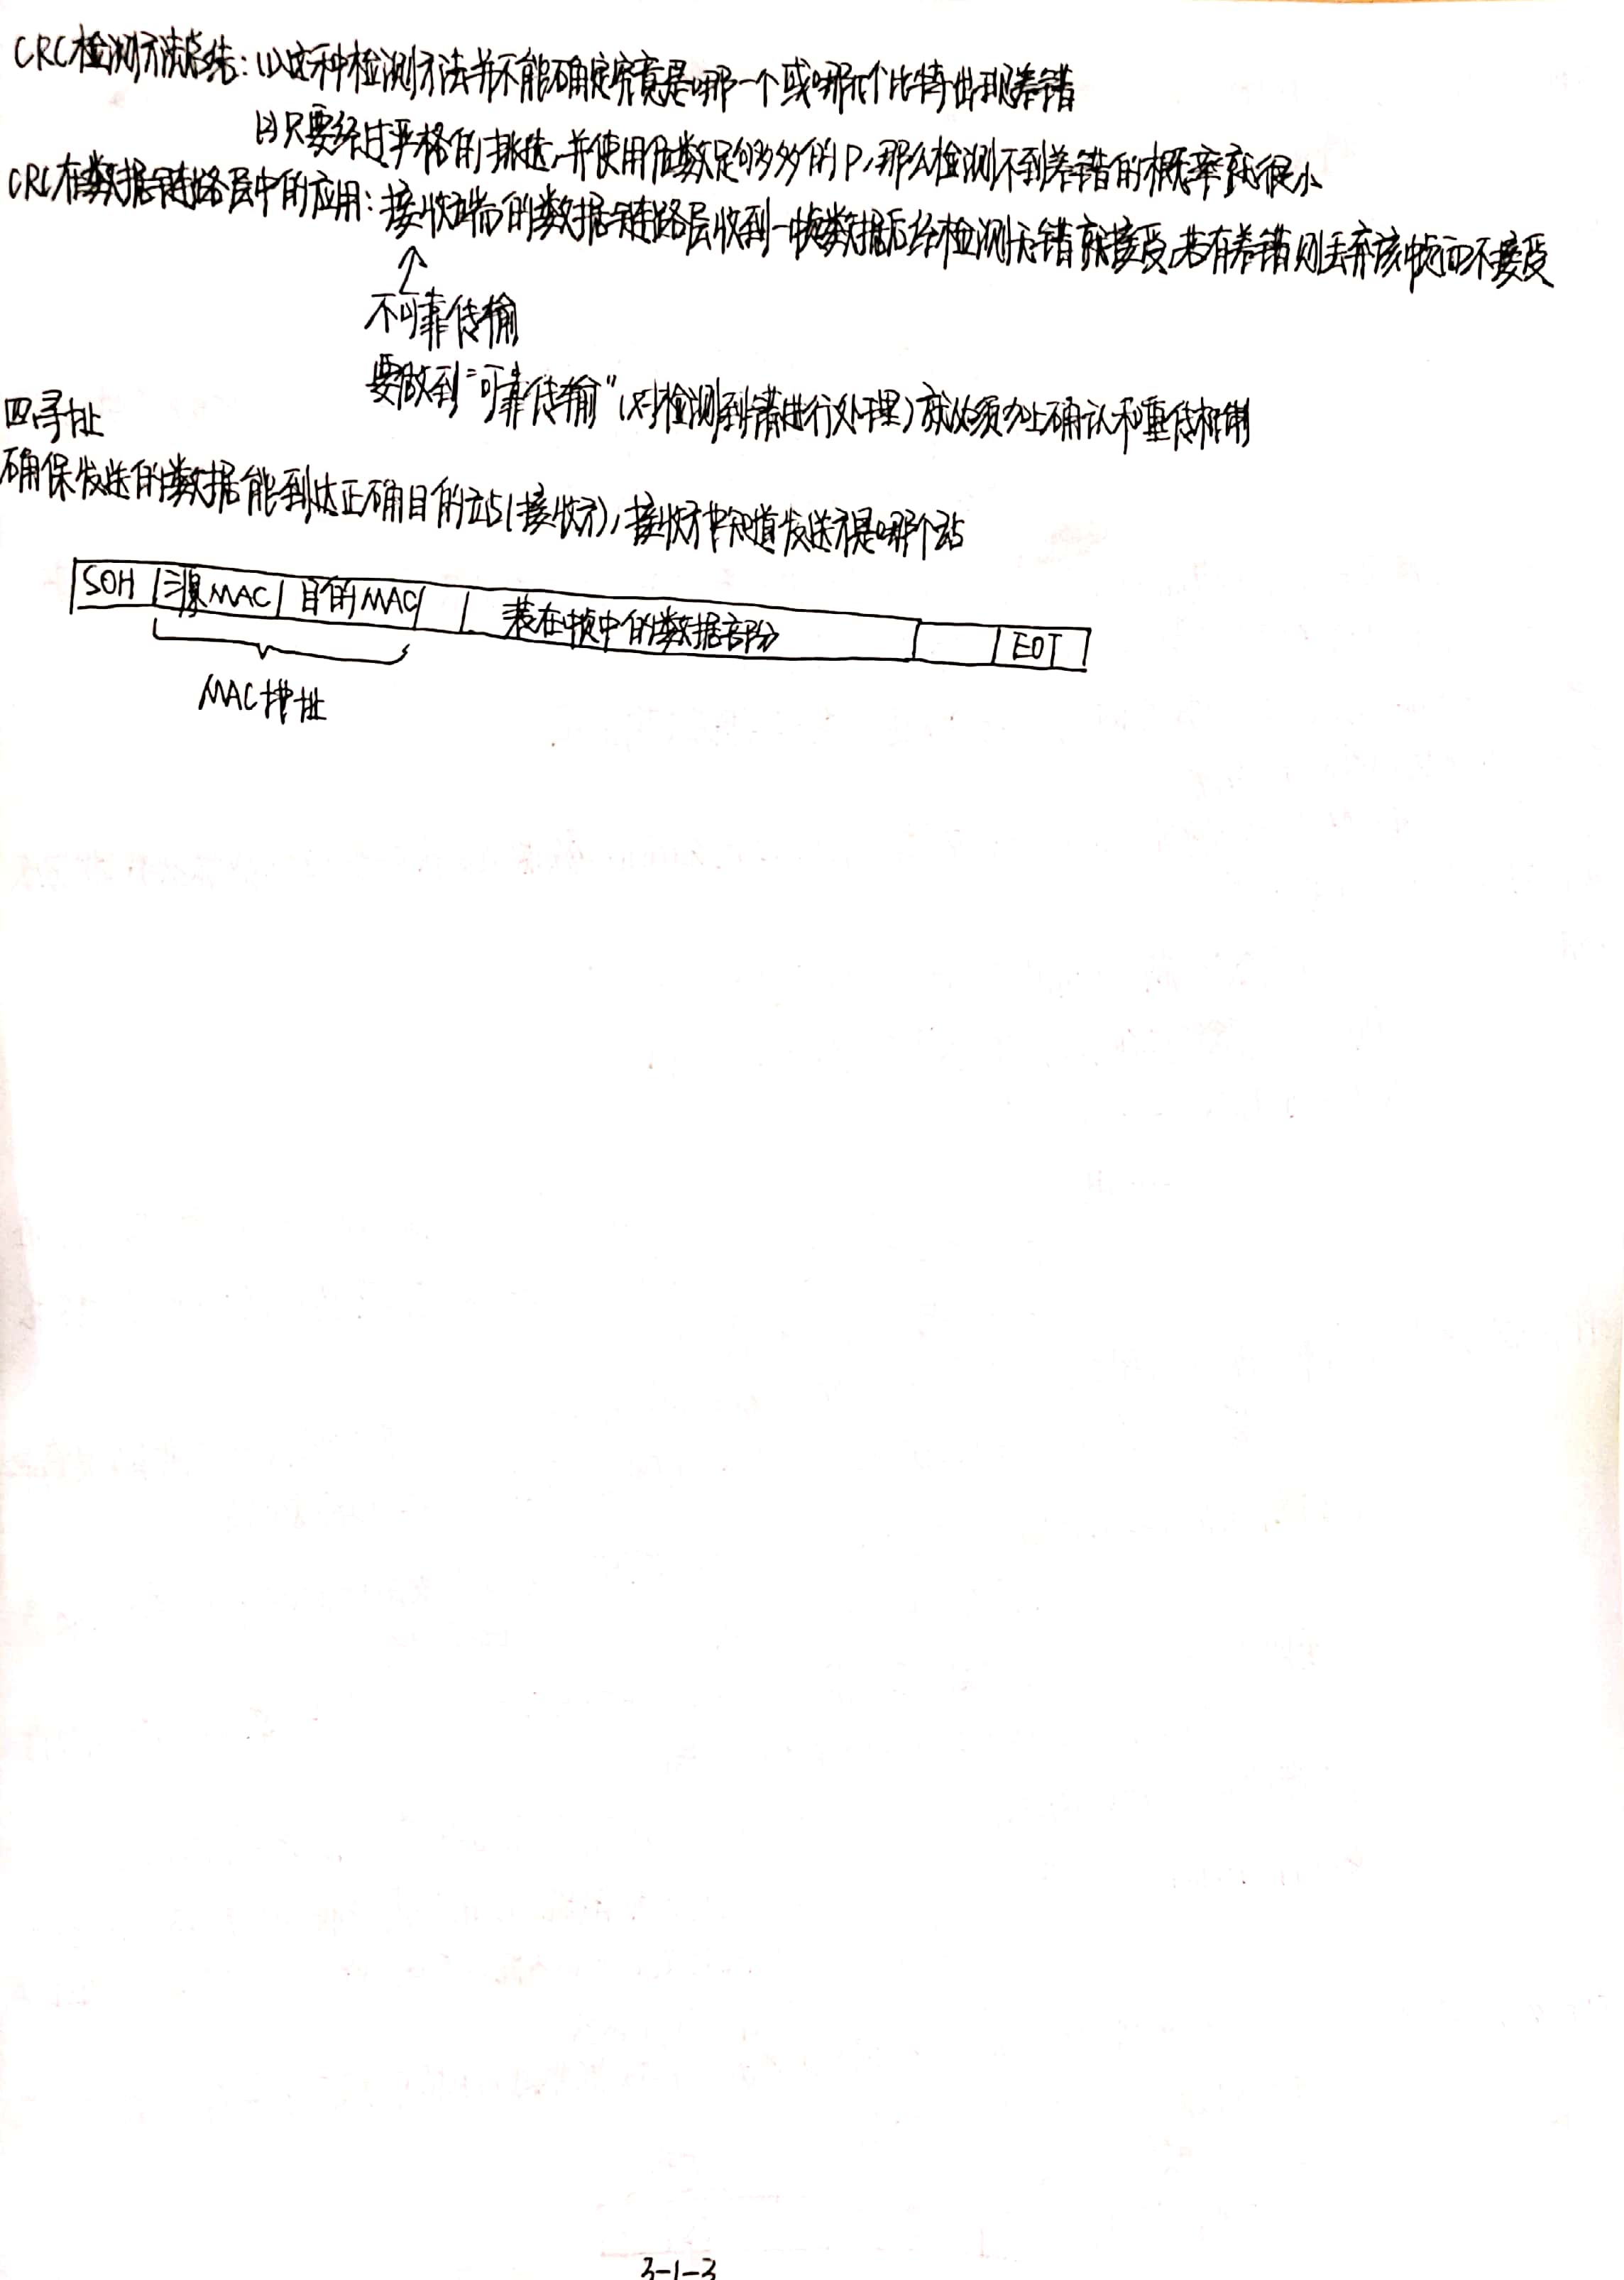 CRC检测方法总结：(1)这种检测方法并不能确定究竟是哪一个或哪几个比特出现差错
(2)只要经过严格的挑选，并使用位数足够多的P，那么检测不到差错的概率就很小
CRC在数据链路层中的应用：接收端的数据链路层收到一帧数据后经检测无错就接受，若有差错则丢弃该帧而不接受
不可靠传输
要做到“可靠传输”(对检测到错进行处理)就必须加上确认和重传机制
四.寻址
确保发送的数据能到达正确目的站(接收方)，接收方也知道发送方是哪个站
SOH 源MAC 目的MAC 装在帧中的数据部分 EOT
MAC地址
3-1-3